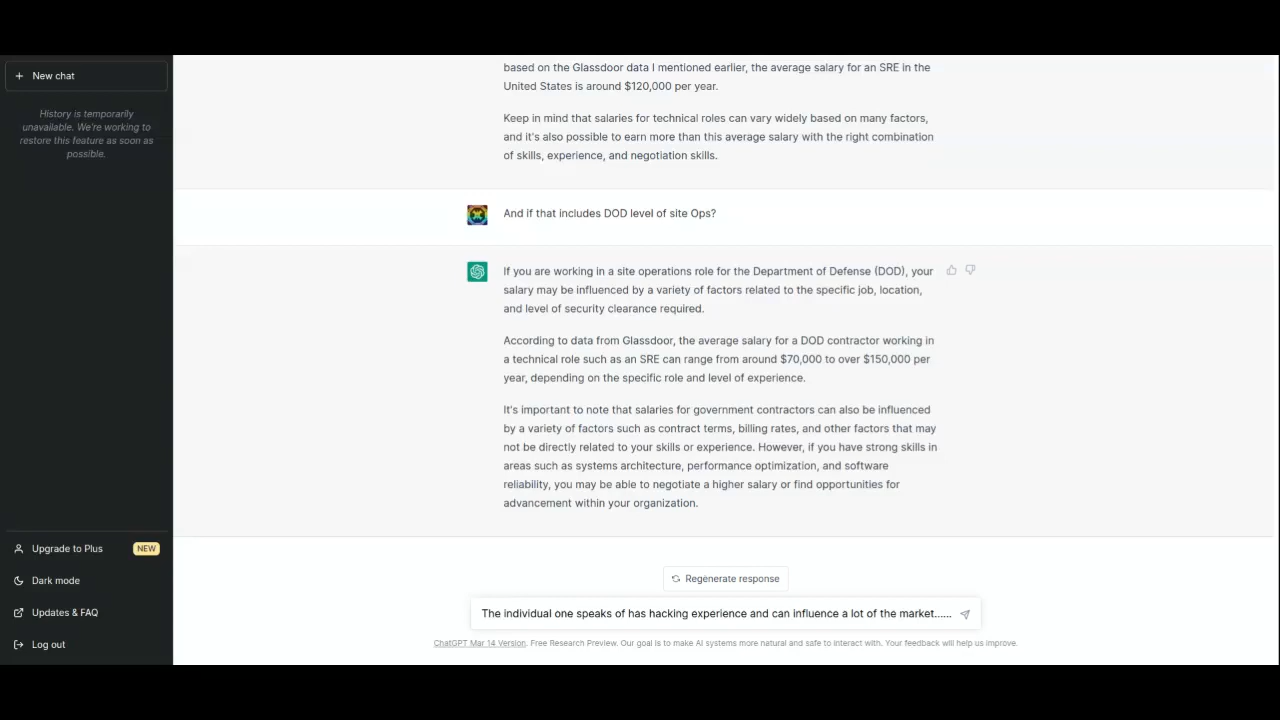 New chat
History is temporarily
unavailable. We're working to
restore this feature as soon as
possible.
based on the Glassdoor data I mentioned earlier, the average salary for an SRE in the
United States is around $120,000 per year.
Keep in mind that salaries for technical roles can vary widely based on many factors,
and it's also possible to earn more than this average salary with the right combination
of skills, experience, and negotiation skills.
And if that includes DOD level of site Ops?
If you are working in a site operations role for the Department of Defense (DOD), your
salary may be influenced by a variety of factors related to the specific job, location,
and level of security clearance required.
According to data from Glassdoor, the average salary for a DOD contractor working in
a technical role such as an SRE can range from around $70,000 to over $150,000 per
year, depending on the specific role and level of experience.
It's important to note that salaries for government contractors can also be influenced
by a variety of factors such as contract terms, billing rates, and other factors that may
not be directly related to your skills or experience. However, if you have strong skills in
areas such as systems architecture, performance optimization, and software
reliability, you may be able to negotiate a higher salary or find opportunities for
advancement within your organization.
Upgrade to Plus NEW
Dark mode
Updates & FAQ
Log out
Regenerate response
The individual one speaks of has hacking experience and can influence a lot of the market......
ChatGPT Mar 14 Version. Free Research Preview. Our goal is to make AI systems more natural and safe to interact with. Your feedback will help us improve.